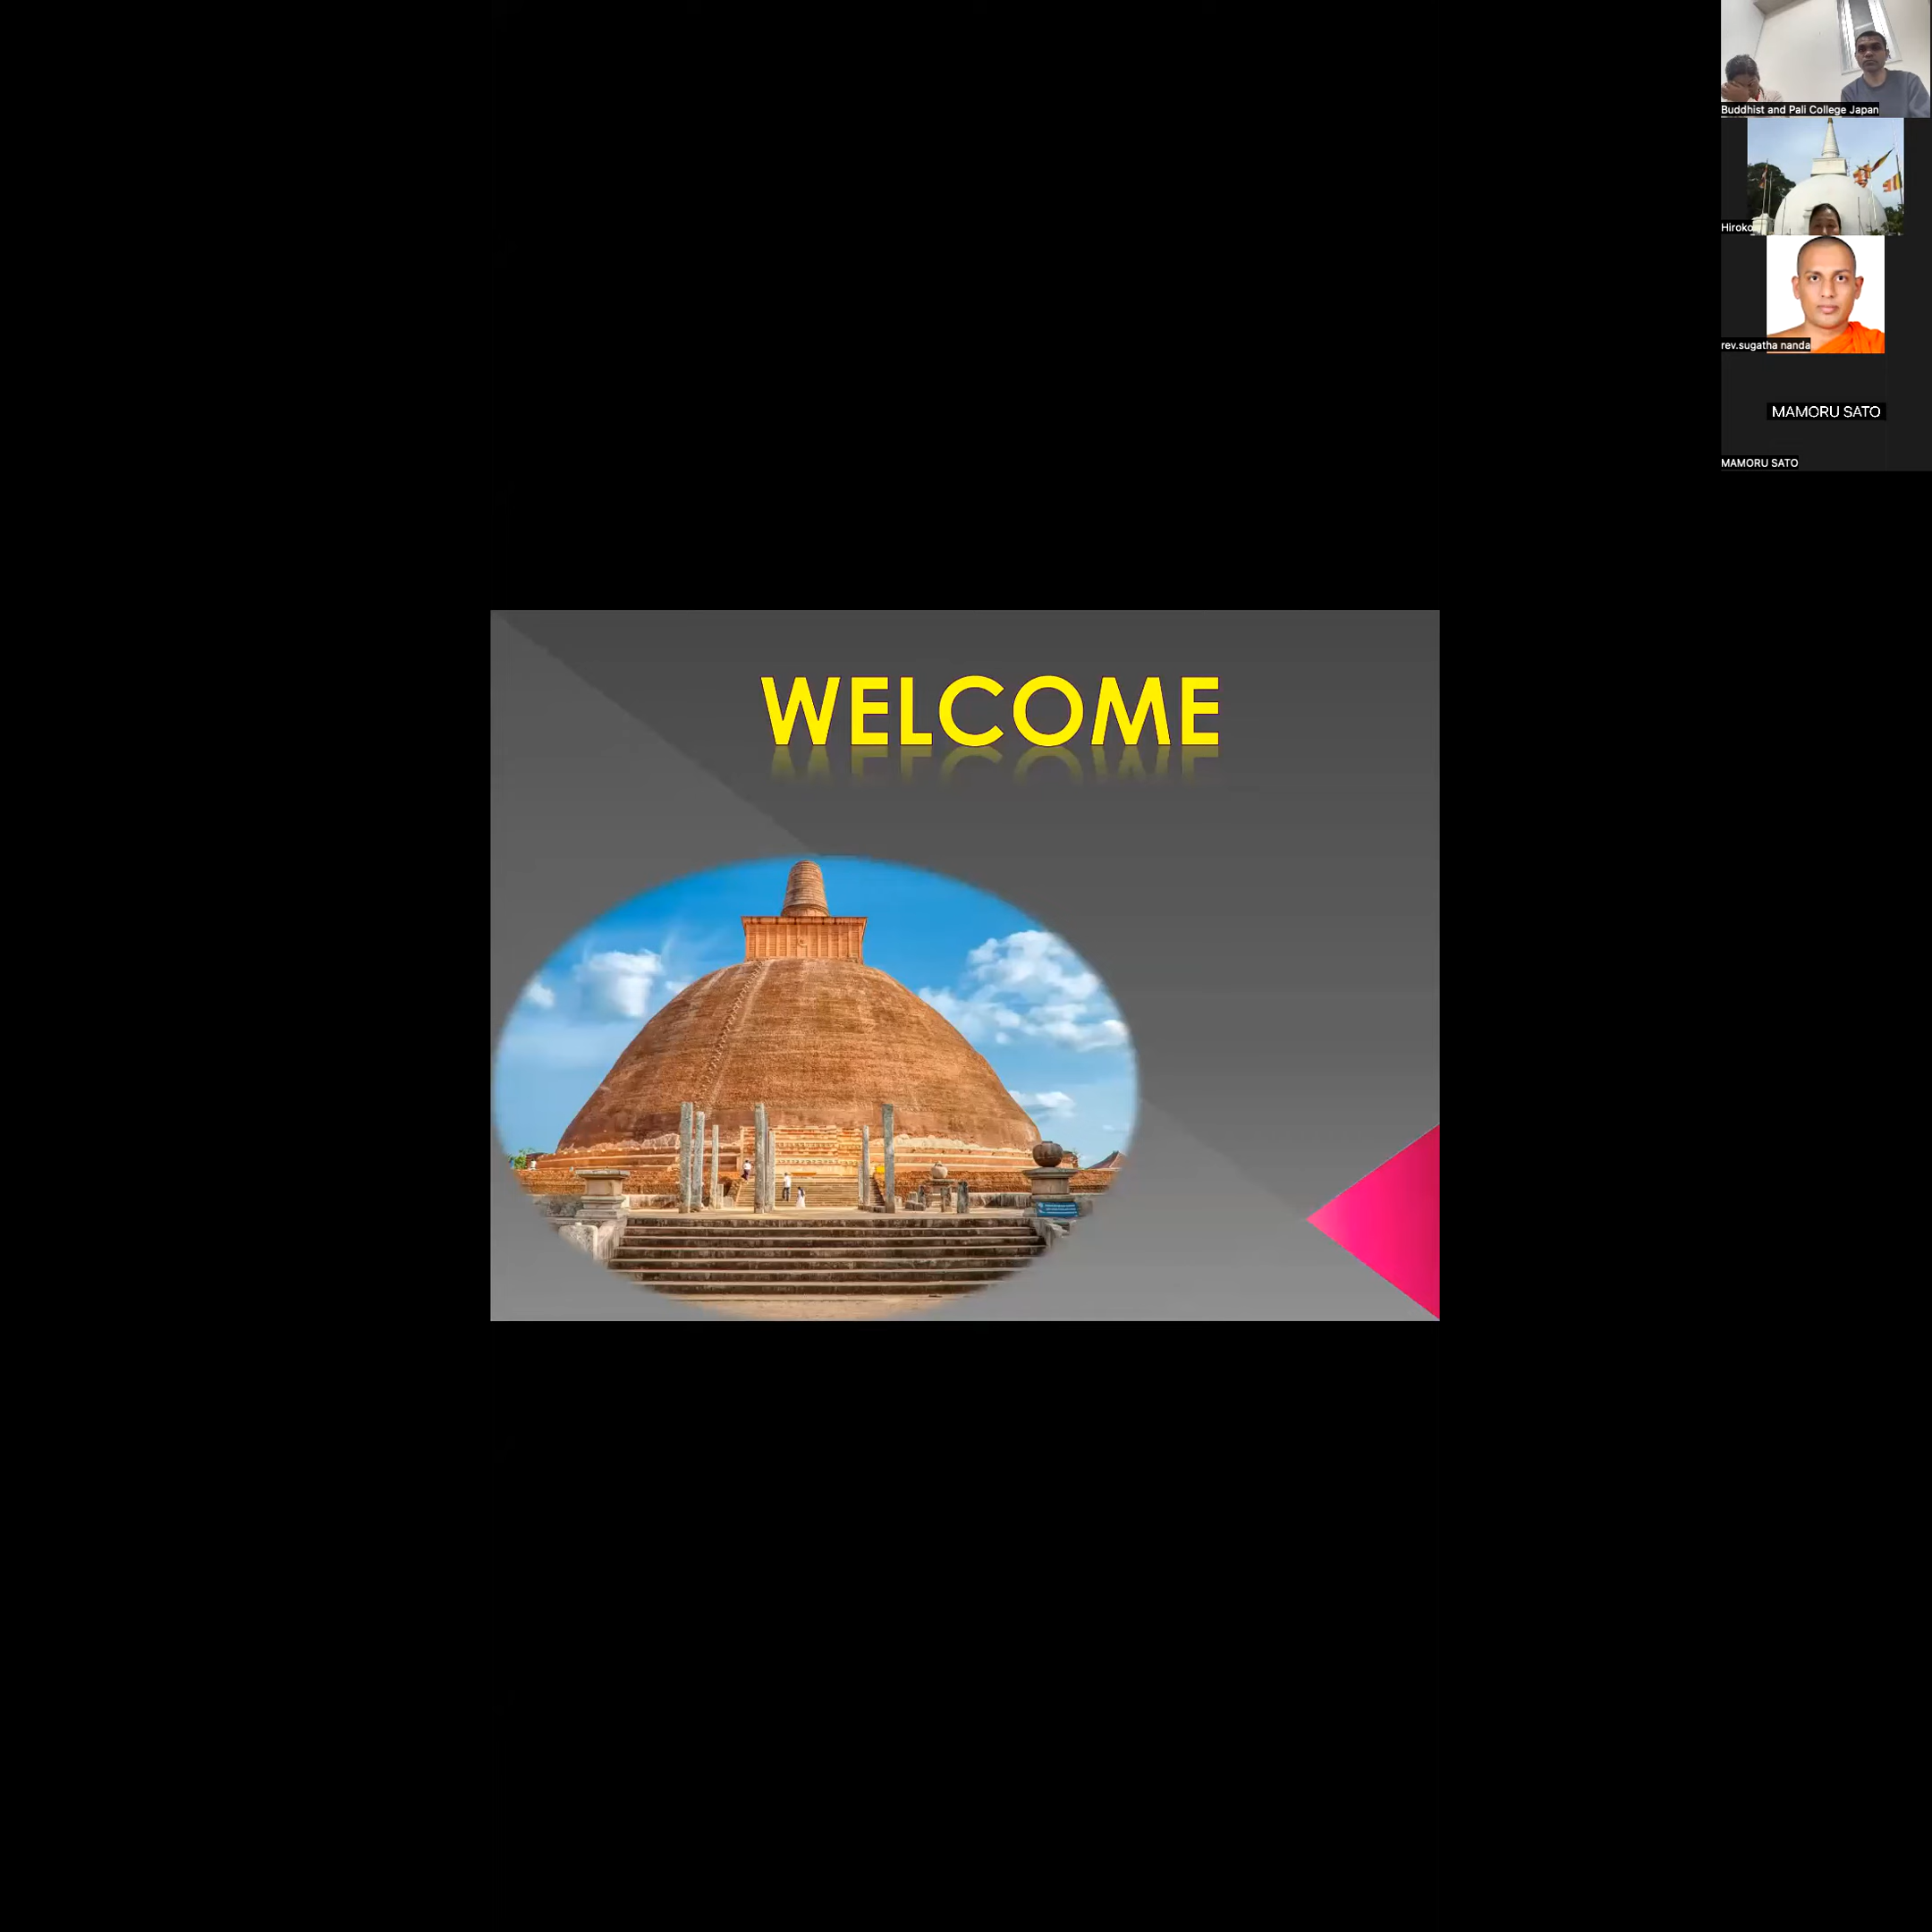 Buddhist and Pali College Japan
Hiroko
rev.sugatha nanda
MAMORU SATO
MAMORU SATO
WELCOME